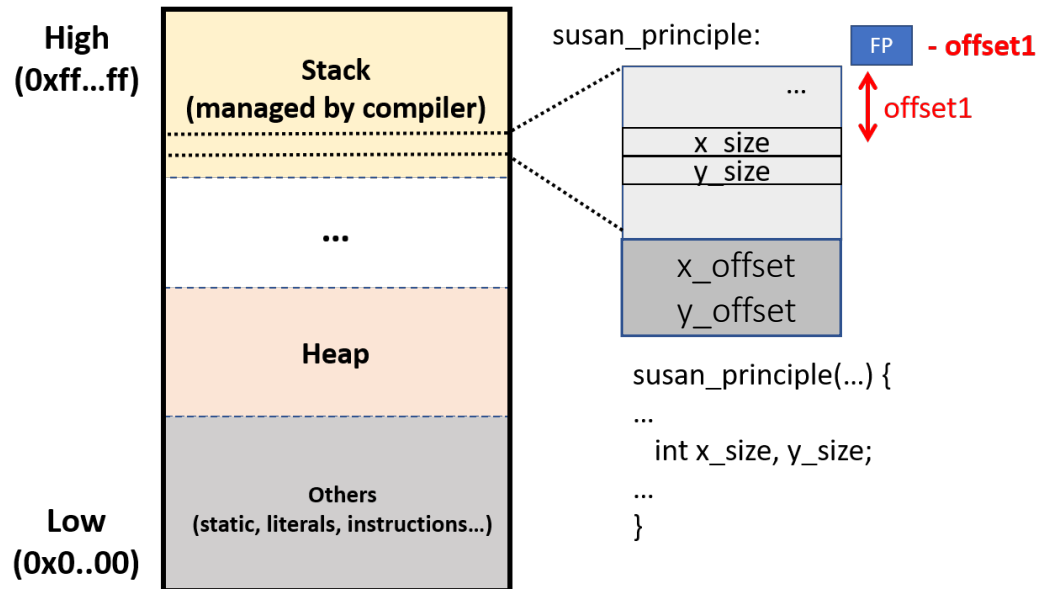 High
(0xff...ff)
Stack
(managed by compiler)
...
Heap
Others
(static, literals, instructions...)
Low
(0x0..00)
susan_principle:
FP
- offset1
offset1
...
x_size
y_size
x_offset
y_offset
susan_principle(...) {
...
int x_size, y_size;
...
}